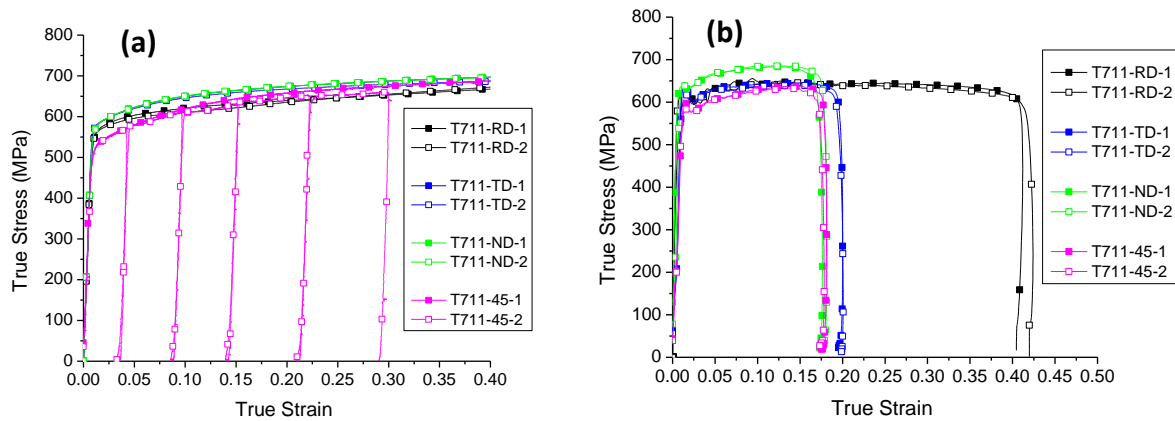 (a)
800
700
600
500
400
300
200
100
0
True Stress (MPa)
0.00 0.05 0.10 0.15 0.20 0.25 0.30 0.35 0.40
True Strain
T711-RD-1
T711-RD-2
T711-TD-1
T711-TD-2
T711-ND-1
T711-ND-2
T711-45-1
T711-45-2
(b)
800
700
600
500
400
300
200
100
0
True Stress (MPa)
0.00 0.05 0.10 0.15 0.20 0.25 0.30 0.35 0.40 0.45 0.50
True Strain
T711-RD-1
T711-RD-2
T711-TD-1
T711-TD-2
T711-ND-1
T711-ND-2
T711-45-1
T711-45-2